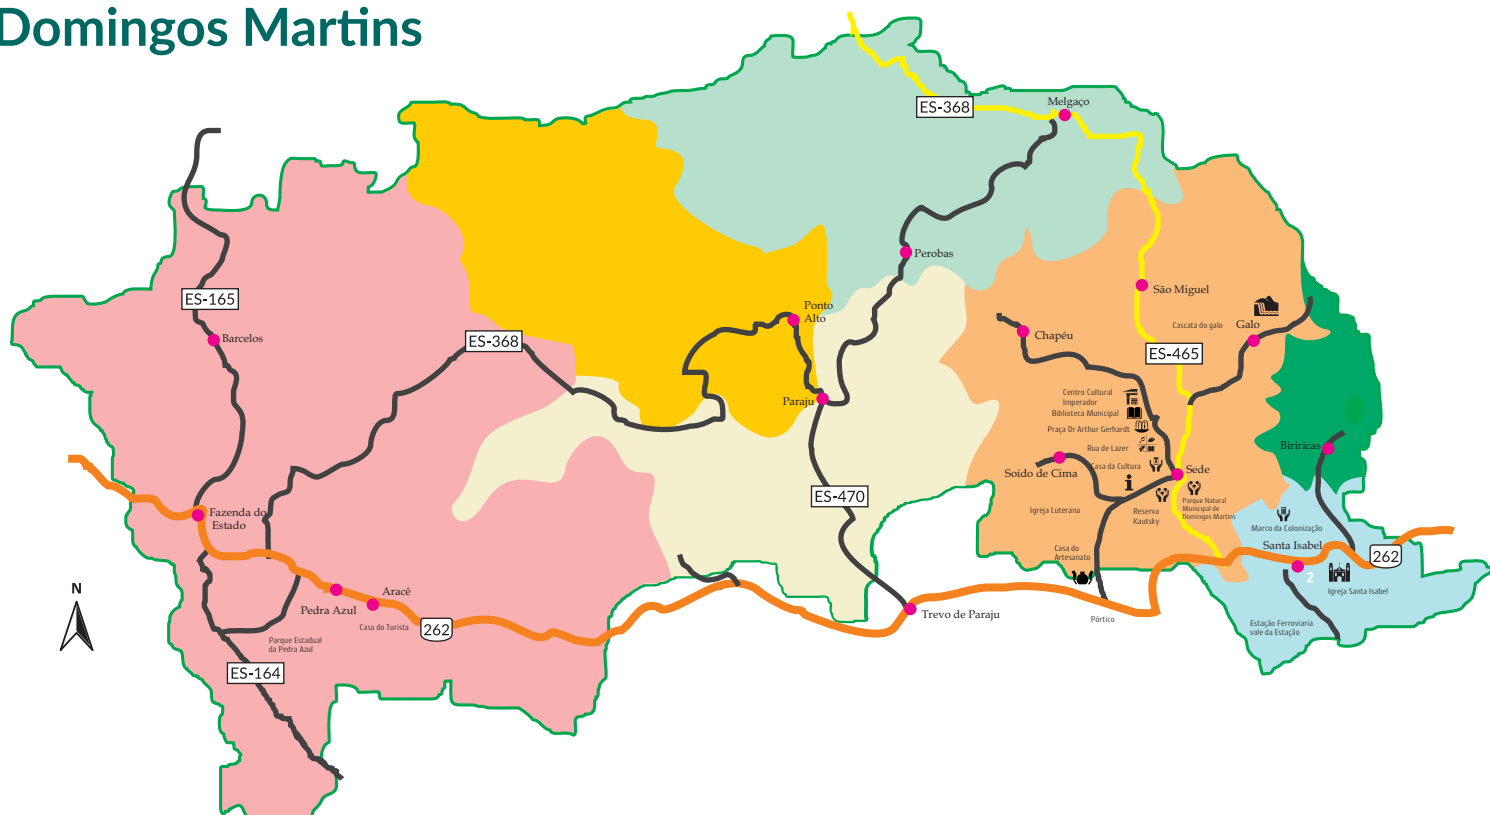 Domingos Martins
ES-368
Melgaço
Perobas
ES-165
Barcelos
ES-368
Ponto
Alto
Paraju
São Miguel
Cascata do galo
Galo
Chapéu
ES-465
Centro Cultural
Imperador
Biblioteca Municipal
Praça Dr Arthur Gerhardt
Rua de Lazer
Casa da Cultura
Soído de Cima
Sede
Biriricas
ES-470
Igreja Luterana
Reserva
Kautsky
Parque Natural
Municipal de
Domingos Martins
Marco da Colonização
Santa Isabel
262
2
Igreja Santa Isabel
Casa do
Artesanato
Fazenda do
Estado
Pedra Azul
Aracê
Casa do Turista
262
Trevo de Paraju
Pórtico
Estação Ferroviaria
vale da Estação
N
Parque Estadual
da Pedra Azul
ES-164